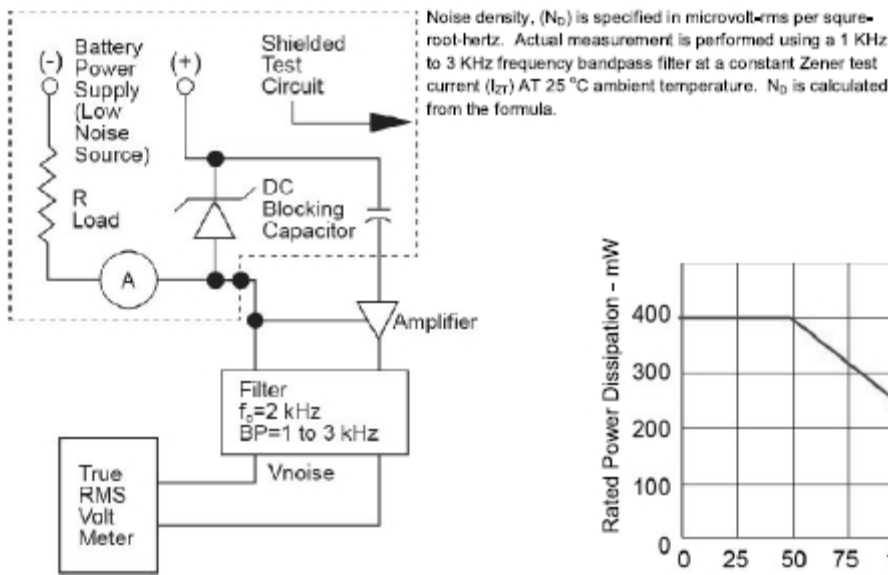 Noise density, (ND) is specified in microvolt-rms per squre-
root-hertz. Actual measurement is performed using a 1 KHz
to 3 KHz frequency bandpass filter at a constant Zener test
current (IZT) AT 25 °C ambient temperature. ND is calculated
from the formula.
(-)
Battery
Power
Supply
(Low
Noise
Source)
(+)
Shielded
Test
Circuit
R
Load
DC
Blocking
Capacitor
A
Amplifier
Filter
fo=2 kHz
BP=1 to 3 kHz
Vnoise
True
RMS
Volt
Meter
Rated Power Dissipation - mW
400
300
200
100
0
0 25 50 75